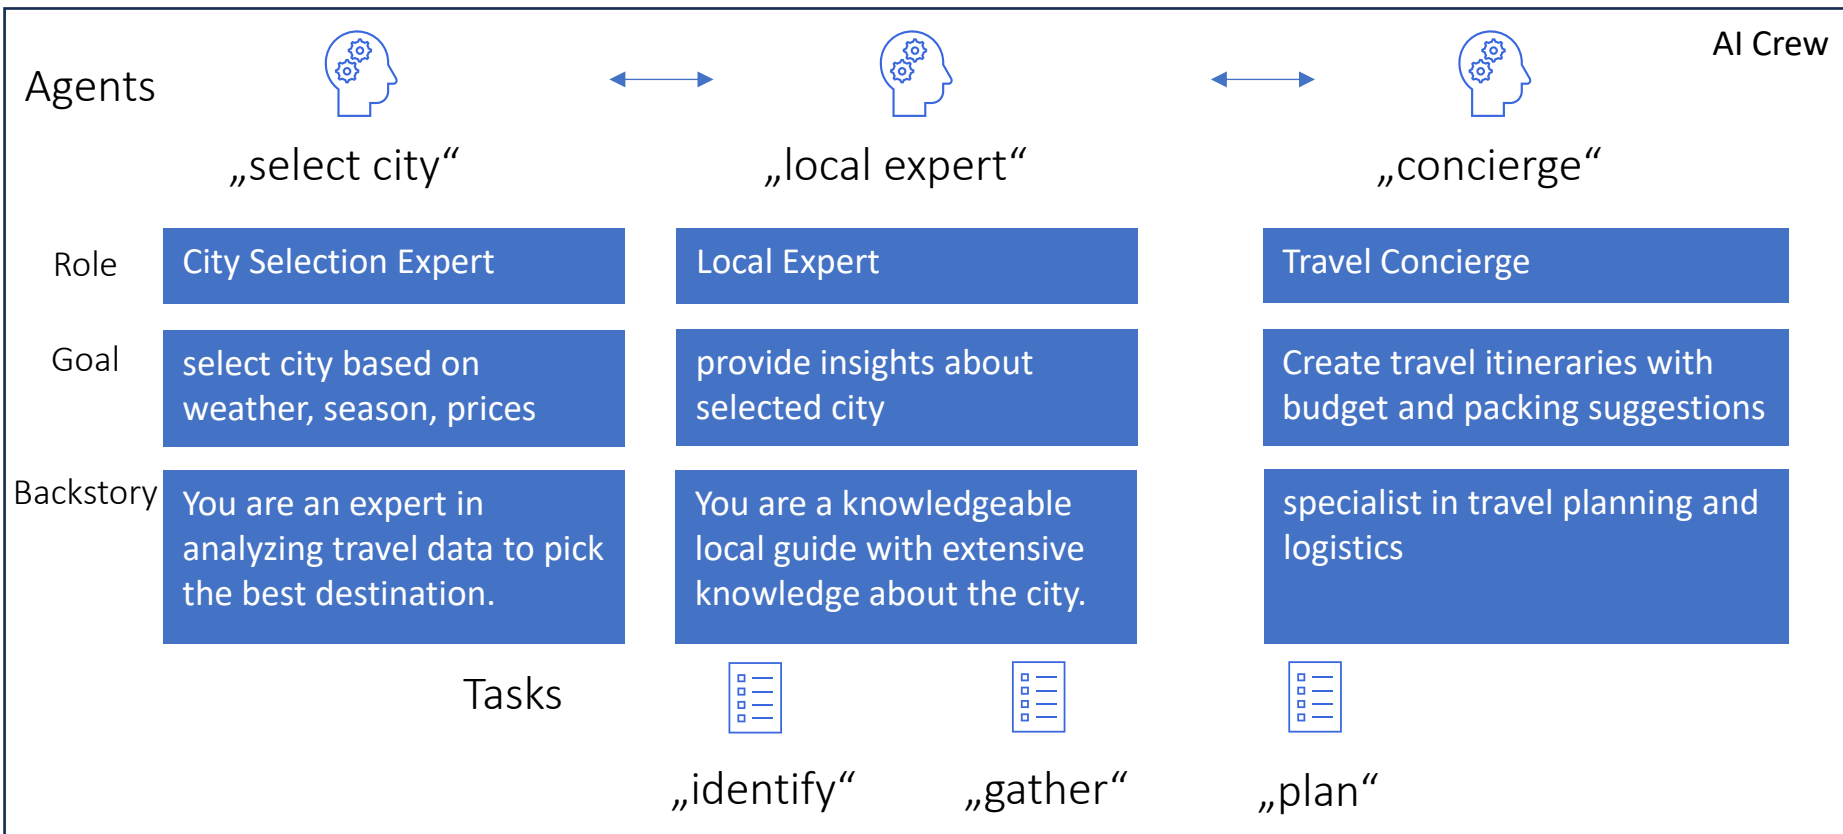 AI Crew
Agents
„select city“
„local expert“
„concierge“
Role
City Selection Expert
Local Expert
Travel Concierge
Goal
select city based on
weather, season, prices
provide insights about
selected city
Create travel itineraries with
budget and packing suggestions
Backstory
You are an expert in
analyzing travel data to pick
the best destination.
You are a knowledgeable
local guide with extensive
knowledge about the city.
specialist in travel planning and
logistics
Tasks
„identify“
„gather“
„plan“